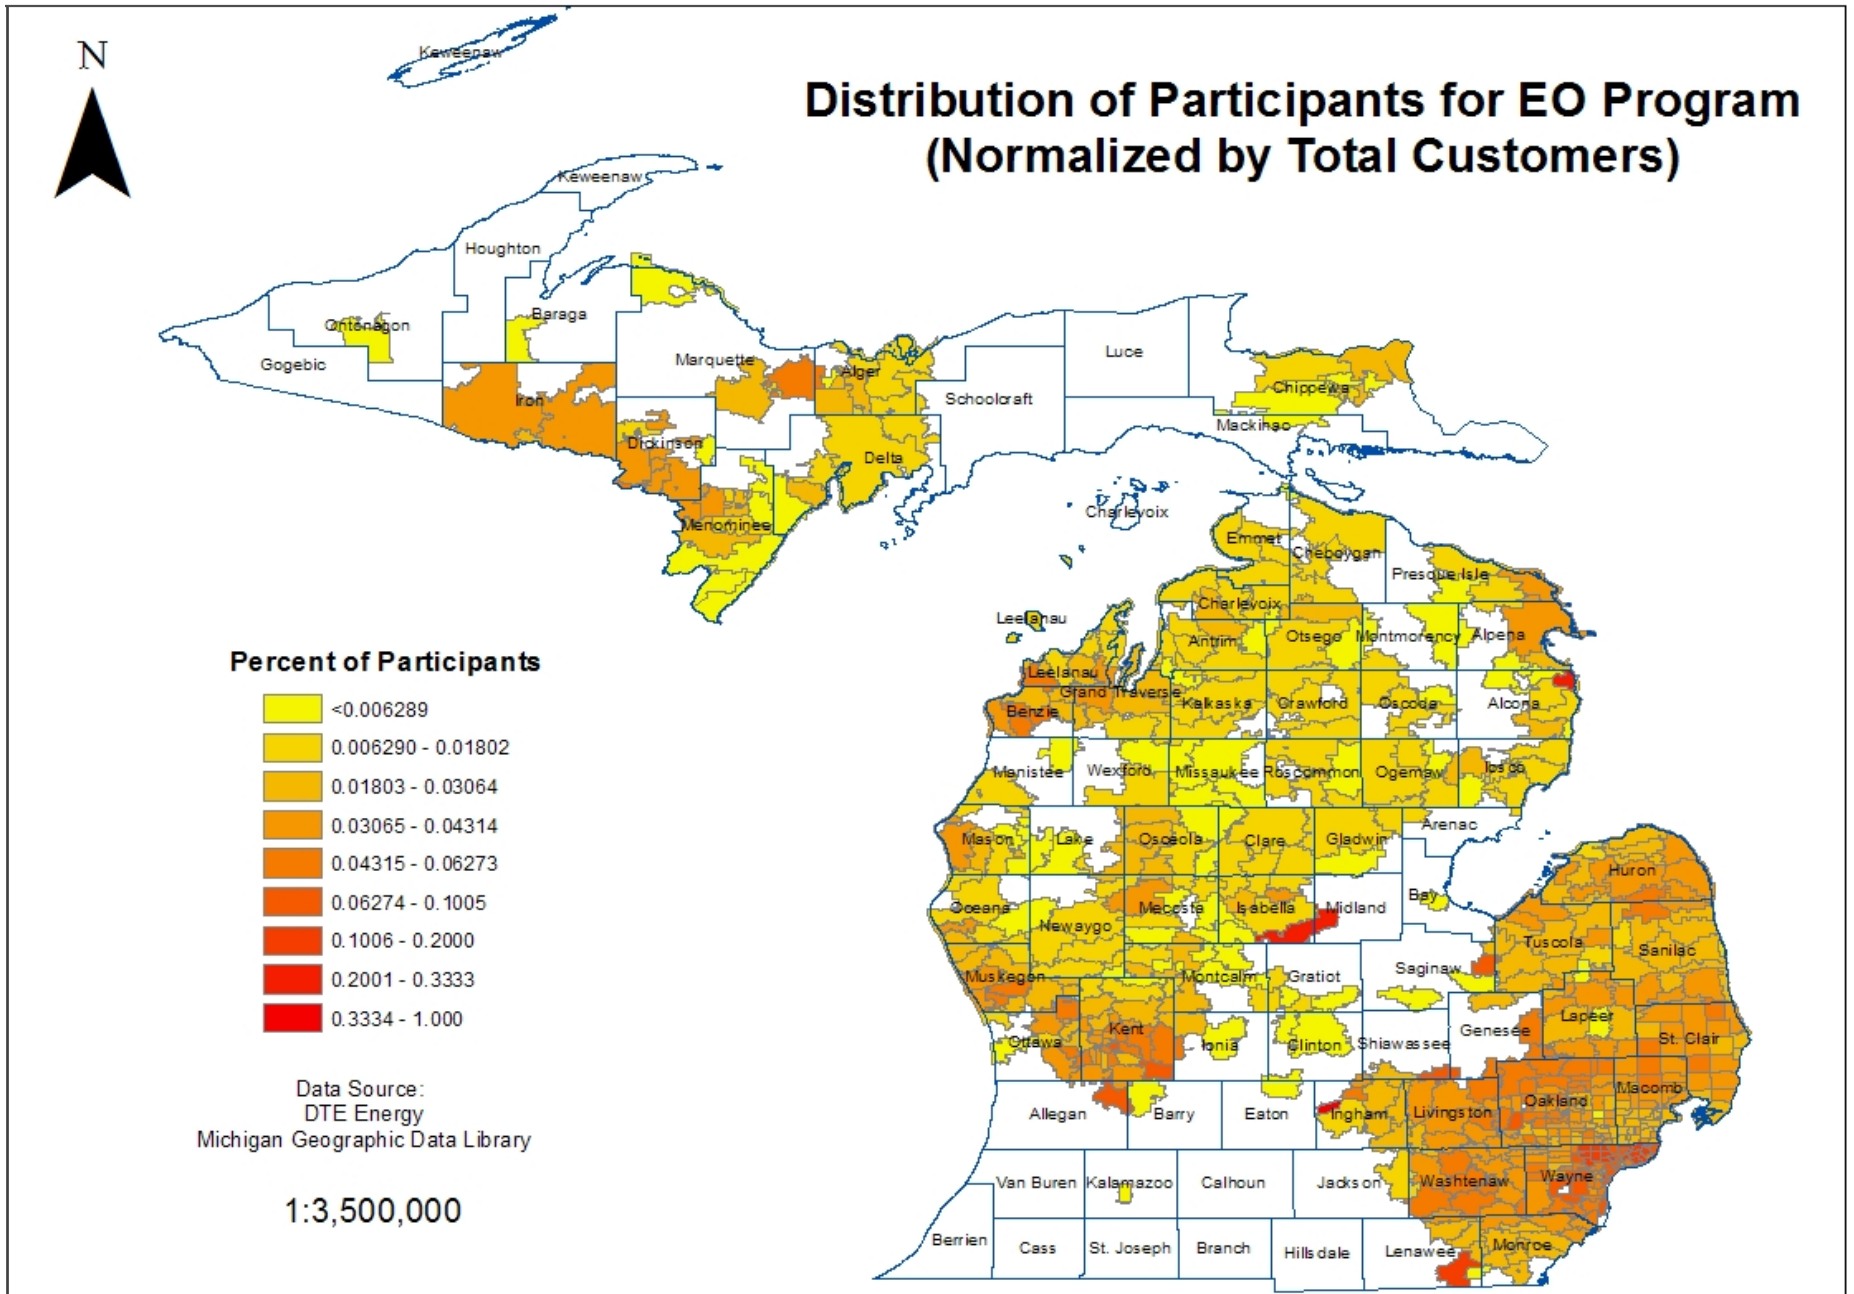 N
Keweenaw
Distribution of Participants for EO Program
(Normalized by Total Customers)
Keweenaw
Houghton
Ontonagon
Baraga
Gogebic
Marquette
Luce
Alger
Iron
Chippewa
Schoolcraft
Mackinac
Dickinson
Delta
Charlevoix
Menominee
Emmet
Cheboygan
Presque Isle
Charlevoix
Leelanau
Antrim
Otsego
Montmorency
Alpena
Leelanau
Grand Traverse
Benzie
Kalkaska
Crawford
Oscoda
Alcona
Manistee
Wexford
Missaukee
Roscommon
Ogemaw
Iosco
Mason
Lake
Osceola
Clare
Gladwin
Arenac
Huron
Oceana
Newaygo
Mecosta
Isabella
Midland
Bay
Tuscola
Sanilac
Muskegon
Montcalm
Gratiot
Saginaw
Ottawa
Kent
Ionia
Clinton
Shiawassee
Genesee
Lapeer
St. Clair
Allegan
Barry
Eaton
Ingham
Livingston
Oakland
Macomb
Van Buren
Kalamazoo
Calhoun
Jackson
Washtenaw
Wayne
Berrien
Cass
St. Joseph
Branch
Hillsdale
Lenawee
Monroe
Percent of Participants
<0.006289
0.006290 - 0.01802
0.01803 - 0.03064
0.03065 - 0.04314
0.04315 - 0.06273
0.06274 - 0.1005
0.1006 - 0.2000
0.2001 - 0.3333
0.3334 - 1.000
Data Source:
DTE Energy
Michigan Geographic Data Library
1:3,500,000